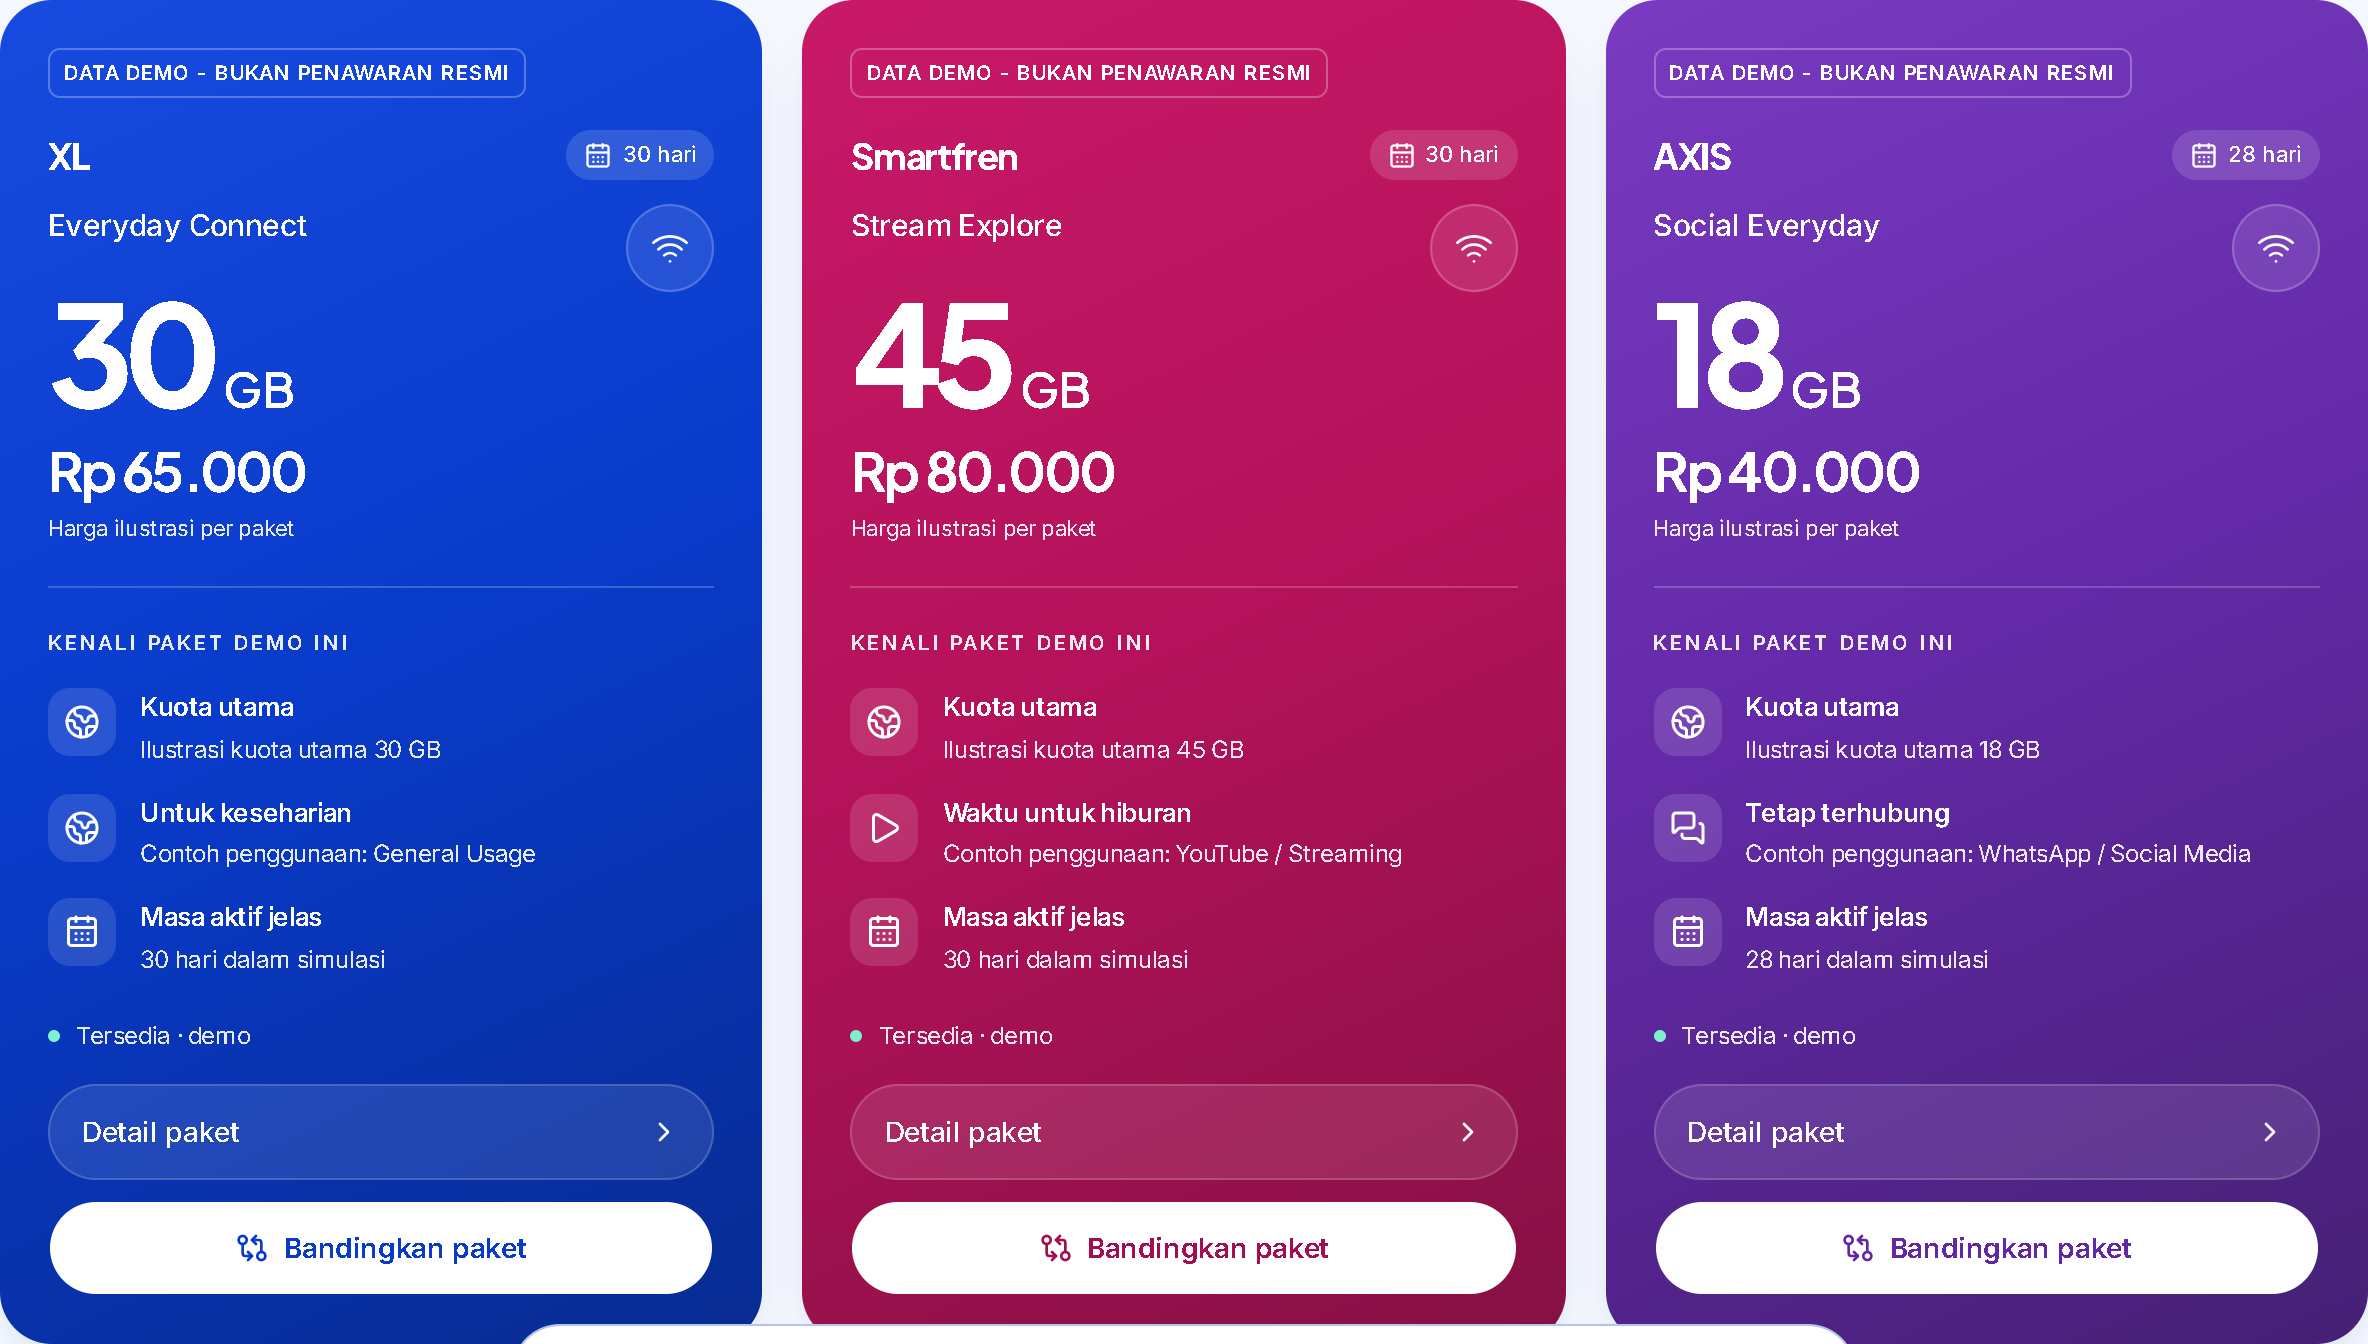 DATA DEMO - BUKAN PENAWARAN RESMI
XL
30 hari
Everyday Connect
30 GB
Rp 65.000
Harga ilustrasi per paket
KENALI PAKET DEMO INI
Kuota utama
Ilustrasi kuota utama 30 GB
Untuk keseharian
Contoh penggunaan: General Usage
Masa aktif jelas
30 hari dalam simulasi
Tersedia · demo
Detail paket
Bandingkan paket
DATA DEMO - BUKAN PENAWARAN RESMI
Smartfren
30 hari
Stream Explore
45 GB
Rp 80.000
Harga ilustrasi per paket
KENALI PAKET DEMO INI
Kuota utama
Ilustrasi kuota utama 45 GB
Waktu untuk hiburan
Contoh penggunaan: YouTube / Streaming
Masa aktif jelas
30 hari dalam simulasi
Tersedia · demo
Detail paket
Bandingkan paket
DATA DEMO - BUKAN PENAWARAN RESMI
AXIS
28 hari
Social Everyday
18 GB
Rp 40.000
Harga ilustrasi per paket
KENALI PAKET DEMO INI
Kuota utama
Ilustrasi kuota utama 18 GB
Tetap terhubung
Contoh penggunaan: WhatsApp / Social Media
Masa aktif jelas
28 hari dalam simulasi
Tersedia · demo
Detail paket
Bandingkan paket